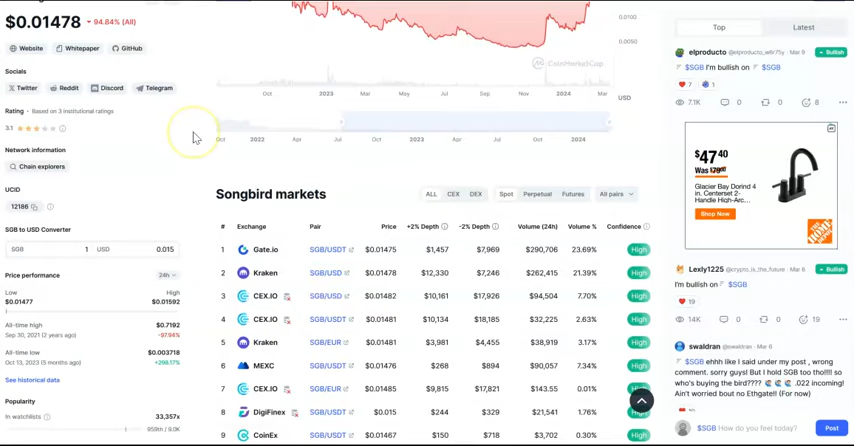 $0.01478 94.84% (All)
Website Whitepaper GitHub
Socials
Twitter Reddit Discord Telegram
Rating • Based on 3 institutional ratings
3.1
Network information
Chain explorers
UCID
12186
SGB to USD Converter
SGB 1 USD 0.015
Price performance 24h
Low High
$0.01477 $0.01592
All-time high $0.7192
Sep 30, 2021 (2 years ago) -97.94%
All-time low $0.003718
Oct 13, 2023 (5 months ago) +298.17%
See historical data
Popularity
In watchlists 33,357x
959th / 9.0K
0.0100
0.0050
CoinMarketCap
Oct 2023 Mar May Jul Sep Nov 2024 Mar USD
Oct 2022 Apr Jul Oct 2023 Apr Jul Oct 2024
Songbird markets ALL CEX DEX Spot Perpetual Futures All pairs
# Exchange Pair Price +2% Depth -2% Depth Volume (24h) Volume % Confidence
1 Gate.io SGB/USDT $0.01475 $1,457 $7,969 $290,706 23.69% High
2 Kraken SGB/USD $0.01478 $12,330 $7,246 $262,415 21.39% High
3 CEX.IO SGB/USD $0.01482 $10,161 $17,926 $94,504 7.70% High
4 CEX.IO SGB/USDT $0.01481 $10,134 $18,185 $32,225 2.63% High
5 Kraken SGB/EUR $0.01481 $3,981 $4,455 $38,919 3.17% High
6 MEXC SGB/USDT $0.01476 $268 $894 $90,057 7.34% High
7 CEX.IO SGB/EUR $0.01485 $9,815 $17,821 $143.55 0.01% High
8 DigiFinex SGB/USDT $0.015 $244 $329 $21,541 1.76% High
9 CoinEx SGB/USDT $0.01467 $150 $718 $3,702 0.30% High
Top Latest
elproducto Mar 9 Bullish
$SGB I'm bullish on $SGB
7 1
7.1K 0 0 8
$47 40
Was
Glacier Bay Dorind 4
in. Centerset 2-
Handle High-Arc...
Shop Now
THE HOME DEPOT
Lexly1225 @crypto_is_the_future · Mar 6 Bullish
I'm bullish on $SGB
19
14K 0 0 19
swaldran @swaldran · Mar 6
$SGB ehhh like I said under my post , wrong
comment. sorry guys! But I hold SGB too tho!!!! so
who's buying the bird???? .022 incoming!
Ain't worried bout no Ethgate!! (For now)
$SGB How do you feel today? Post